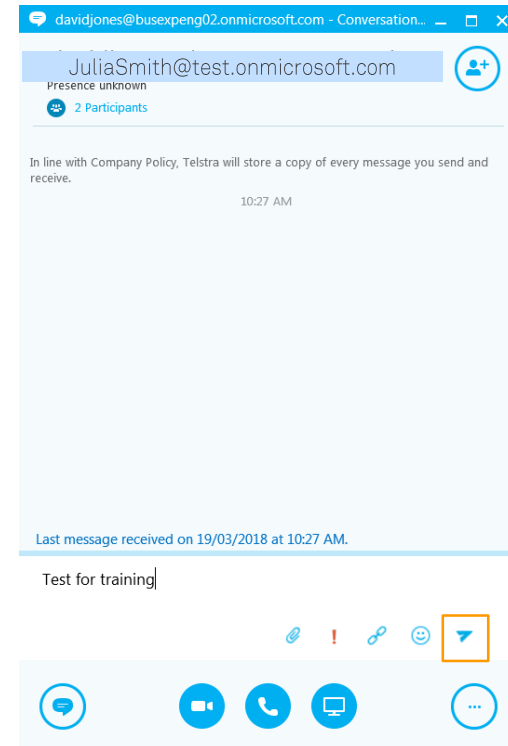 davidjones@busexpeng02.onmicrosoft.com - Conversation...
JuliaSmith@test.onmicrosoft.com
Presence unknown
2 Participants
In line with Company Policy, Telstra will store a copy of every message you send and
receive.
10:27 AM
Last message received on 19/03/2018 at 10:27 AM.
Test for training